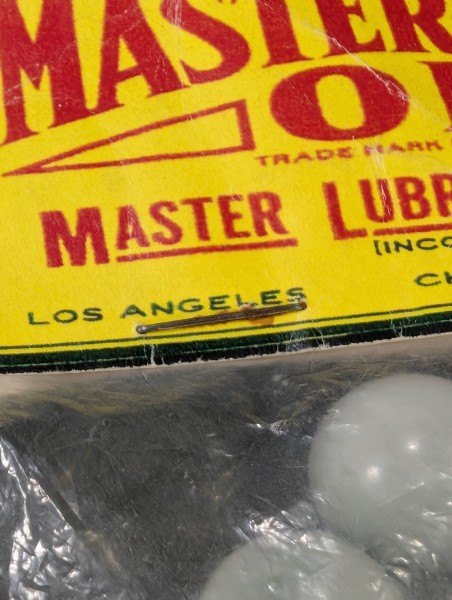 MASTER
O
TRADE MARK
MASTER LUBR
(INCO
LOS ANGELES CH